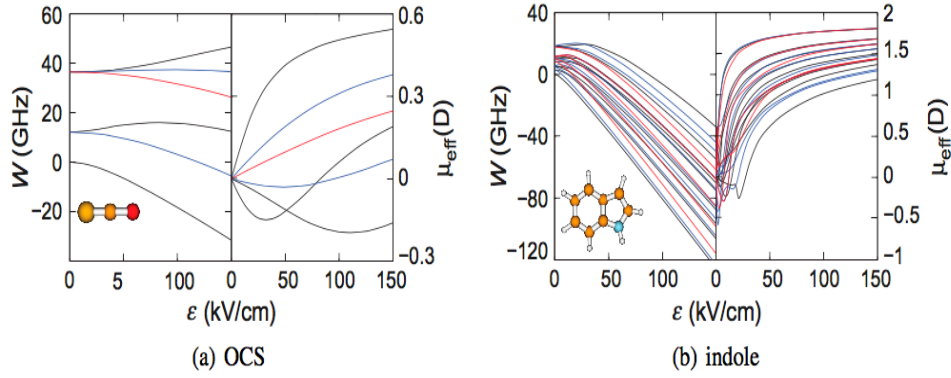 60
40
20
0
−20
W (GHz)
0 5 100 0 50 100 150
0.6
0.3
0
−0.3
μeff(D)
ε (kV/cm)
(a) OCS
40
0
−40
−80
−120
W (GHz)
0 50 100 0 50 100 150
2
1.5
1
0.5
0
−0.5
−1
μeff(D)
ε (kV/cm)
(b) indole